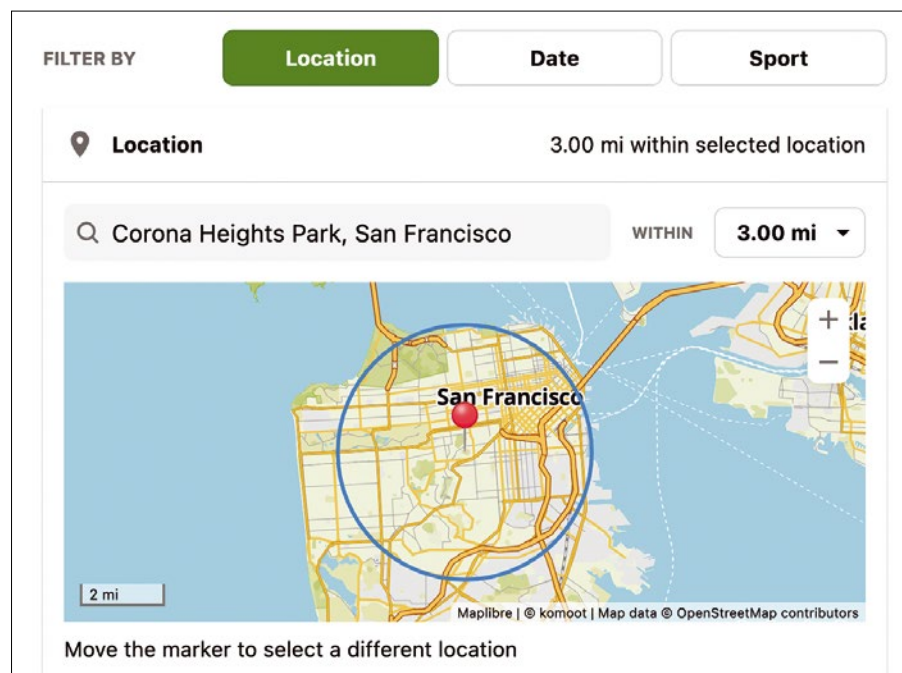 FILTER BY
Location
Date
Sport
Location
3.00 mi within selected location
Corona Heights Park, San Francisco
WITHIN
3.00 mi
+
San Francisco
−
2 mi
Maplibre | © komoot | Map data © OpenStreetMap contributors
Move the marker to select a different location